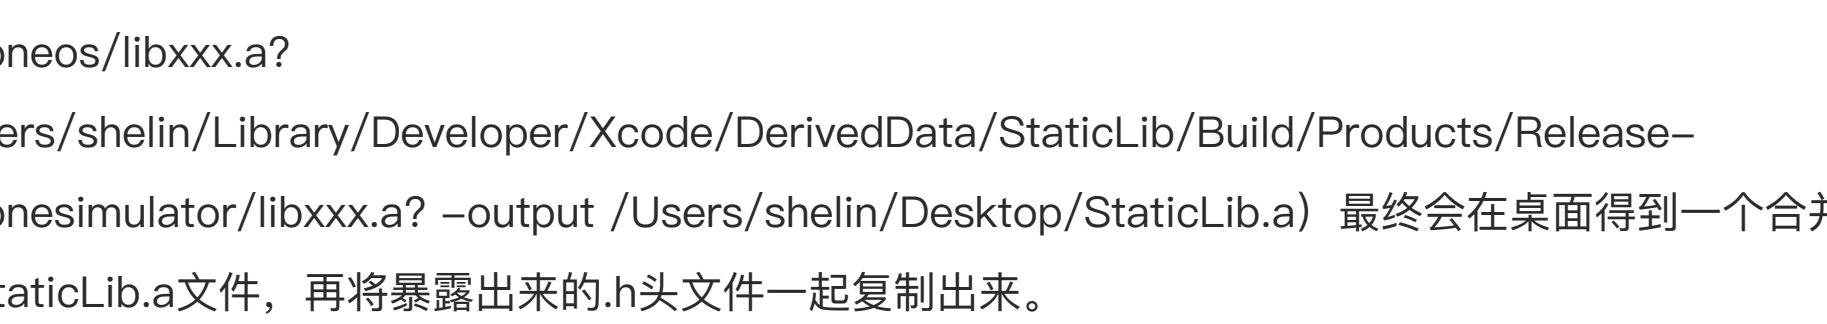 oneos/libxxx.a?
ers/shelin/Library/Developer/Xcode/DerivedData/StaticLib/Build/Products/Release-
onesimulator/libxxx.a? -output /Users/shelin/Desktop/StaticLib.a）最终会在桌面得到一个合并
taticLib.a文件，再将暴露出来的.h头文件一起复制出来。